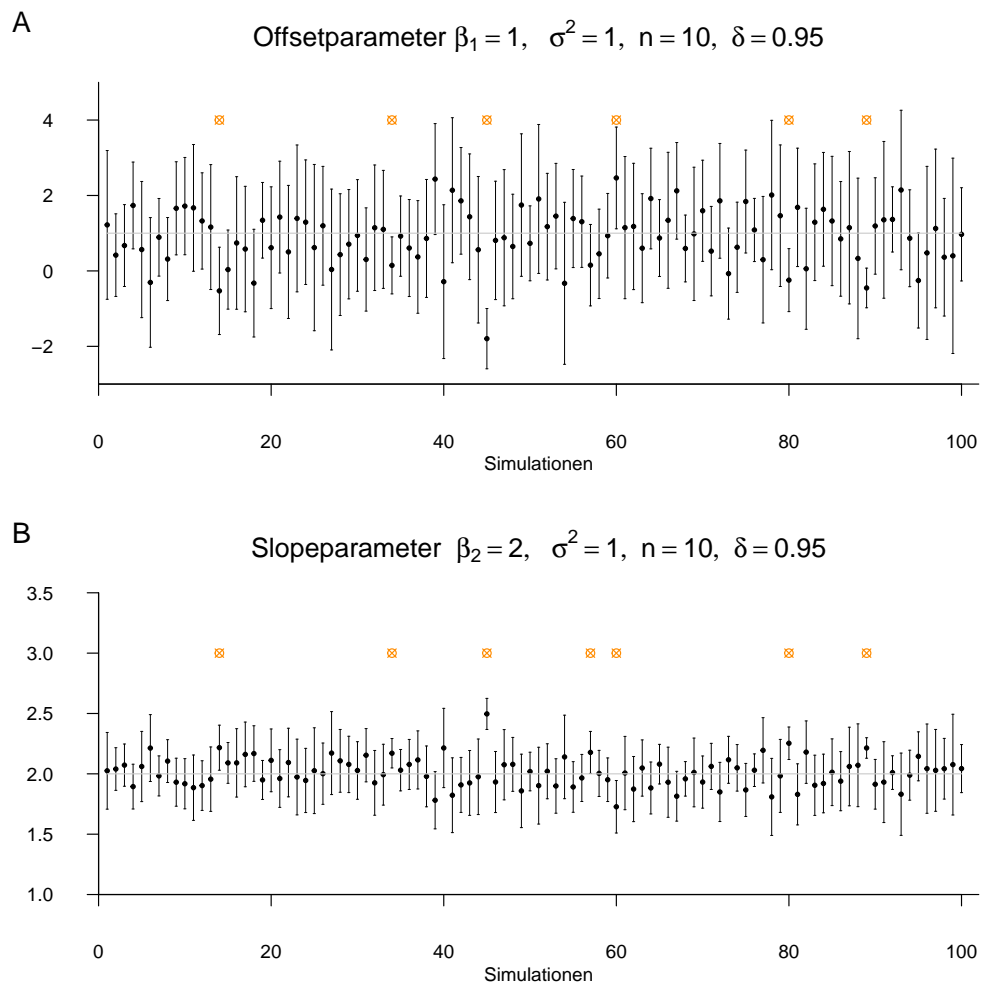 A
Offsetparameter β₁ = 1, σ² = 1, n = 10, δ = 0.95
4
2
0
−2
0 20 40 60 80 100
Simulationen
B
Slopeparameter β₂ = 2, σ² = 1, n = 10, δ = 0.95
3.5
3.0
2.5
2.0
1.5
1.0
0 20 40 60 80 100
Simulationen